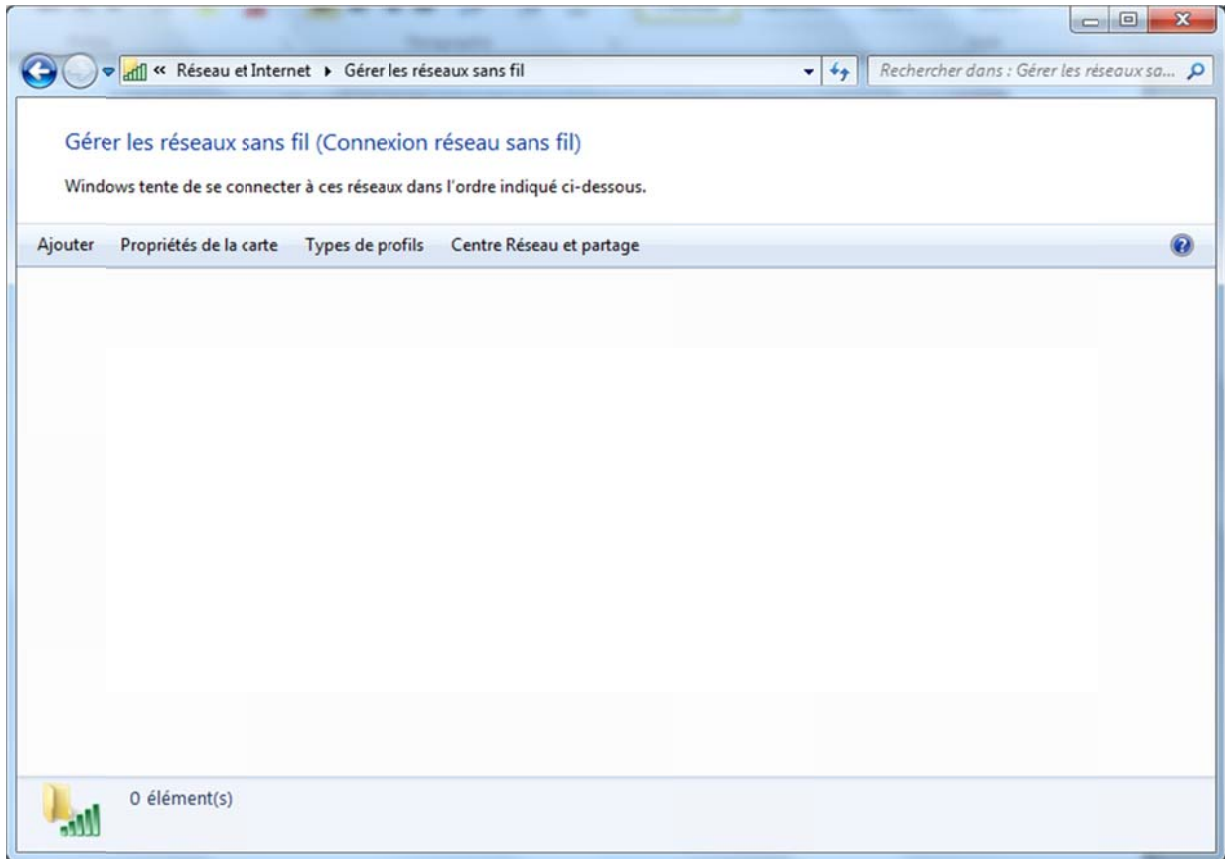 « Réseau et Internet ▸ Gérer les réseaux sans fil
Rechercher dans : Gérer les réseaux sa...
Gérer les réseaux sans fil (Connexion réseau sans fil)
Windows tente de se connecter à ces réseaux dans l'ordre indiqué ci-dessous.
Ajouter Propriétés de la carte Types de profils Centre Réseau et partage
0 élément(s)